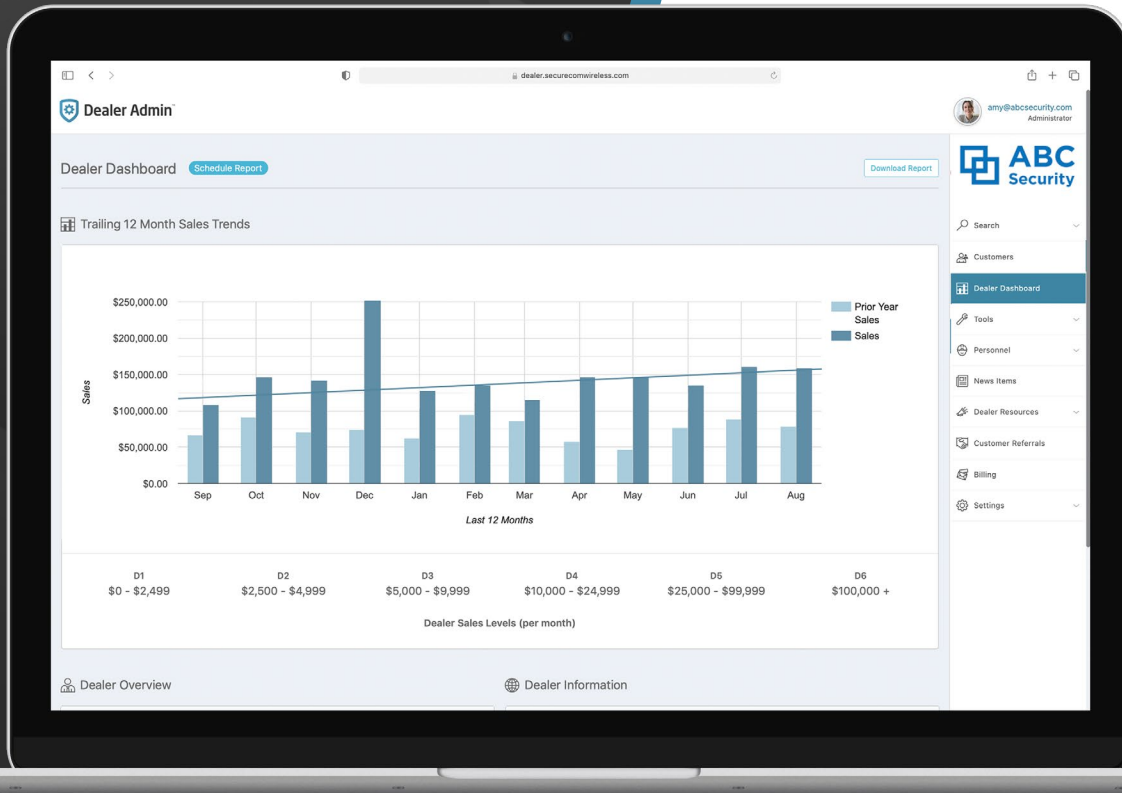 dealer.securecomwireless.com
Dealer Admin™
amy@abcsecurity.com
Administrator
Dealer Dashboard
Schedule Report
Download Report
ABC
Security
Trailing 12 Month Sales Trends
$250,000.00
$200,000.00
$150,000.00
$100,000.00
$50,000.00
$0.00
Sales
Prior Year
Sales
Sales
Sep Oct Nov Dec Jan Feb Mar Apr May Jun Jul Aug
Last 12 Months
D1 D2 D3 D4 D5 D6
$0 - $2,499 $2,500 - $4,999 $5,000 - $9,999 $10,000 - $24,999 $25,000 - $99,999 $100,000 +
Dealer Sales Levels (per month)
Dealer Overview
Dealer Information
Search
Customers
Dealer Dashboard
Tools
Personnel
News Items
Dealer Resources
Customer Referrals
Billing
Settings